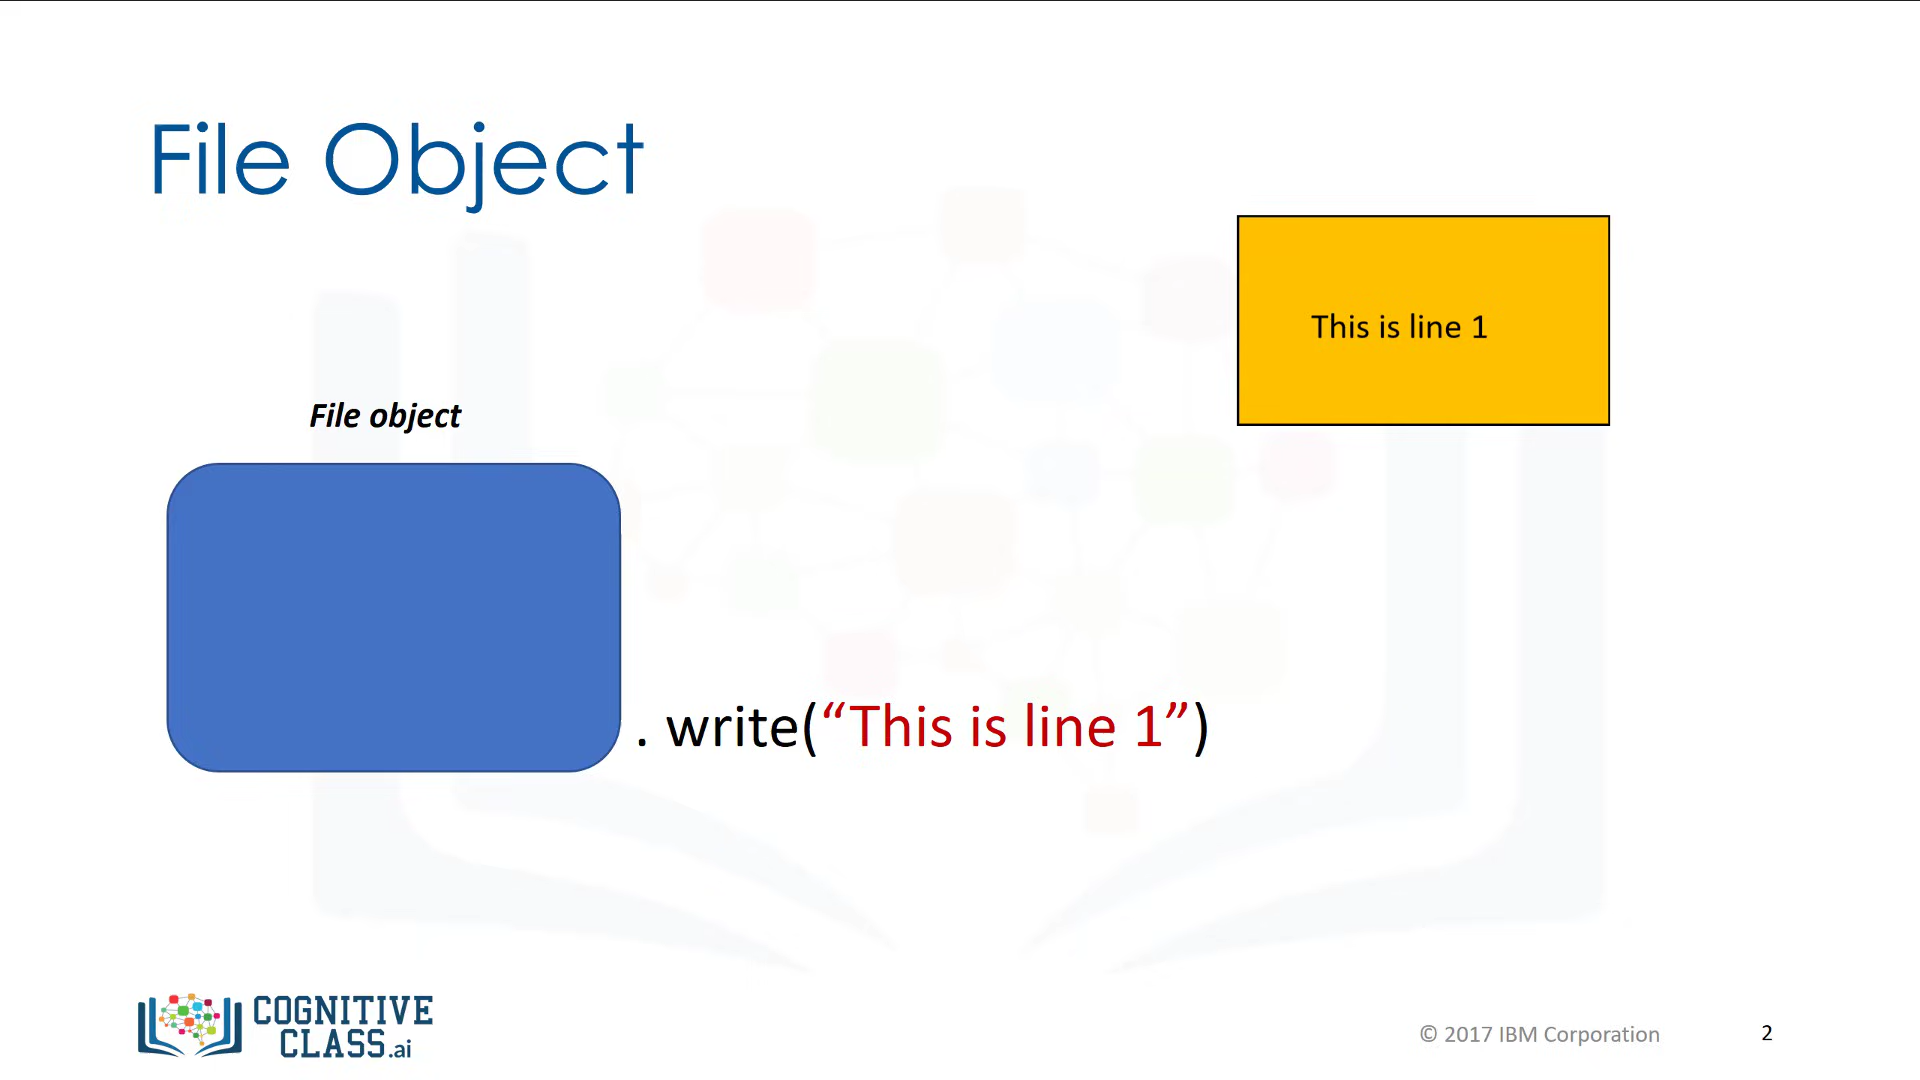 File Object
This is line 1
File object
. write(“This is line 1”)
COGNITIVE
CLASS.ai
© 2017 IBM Corporation
2